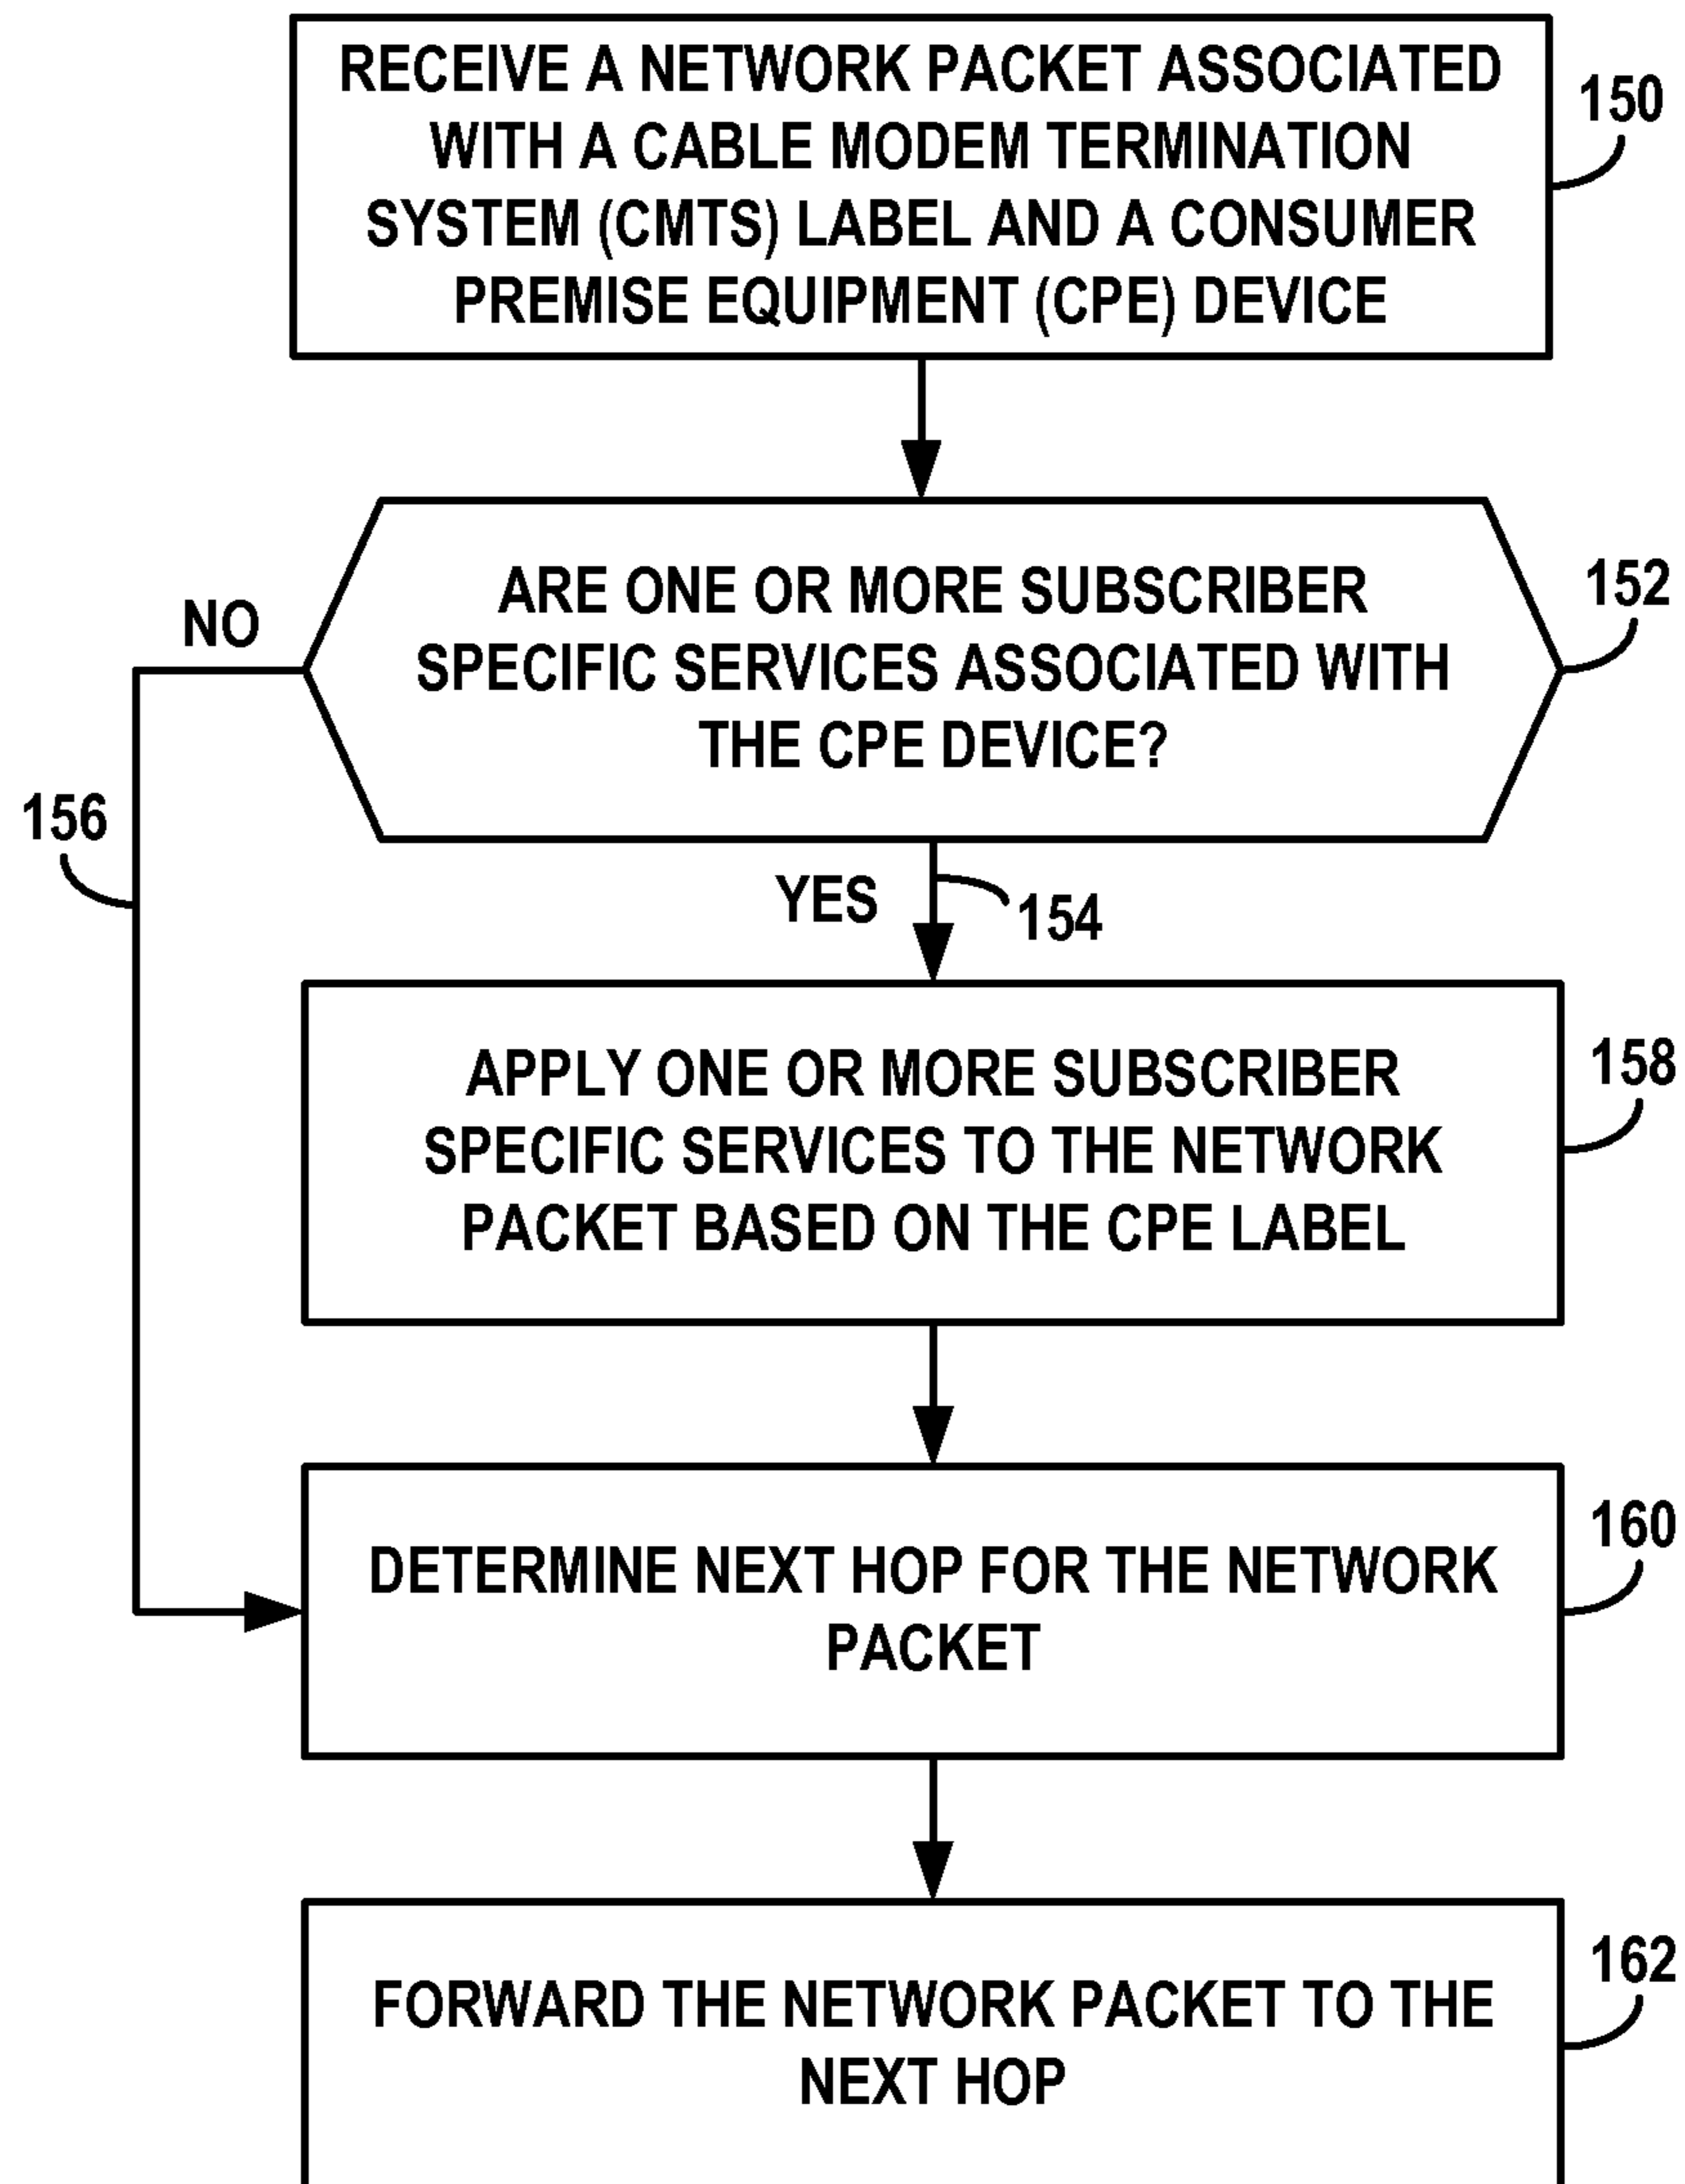 RECEIVE A NETWORK PACKET ASSOCIATED
WITH A CABLE MODEM TERMINATION
SYSTEM (CMTS) LABEL AND A CONSUMER
PREMISE EQUIPMENT (CPE) DEVICE
150
ARE ONE OR MORE SUBSCRIBER
SPECIFIC SERVICES ASSOCIATED WITH
THE CPE DEVICE?
152
NO
156
YES
154
APPLY ONE OR MORE SUBSCRIBER
SPECIFIC SERVICES TO THE NETWORK
PACKET BASED ON THE CPE LABEL
158
DETERMINE NEXT HOP FOR THE NETWORK
PACKET
160
FORWARD THE NETWORK PACKET TO THE
NEXT HOP
162